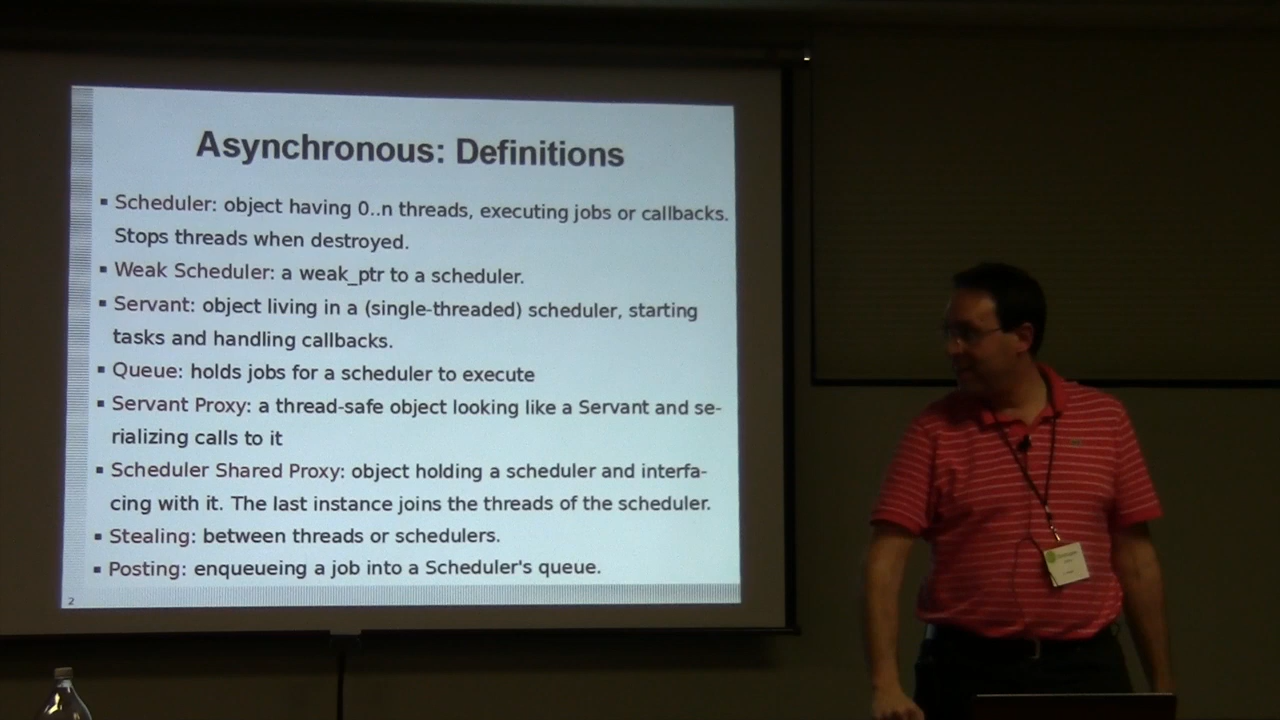 Asynchronous: Definitions
▪ Scheduler: object having 0..n threads, executing jobs or callbacks.
Stops threads when destroyed.
▪ Weak Scheduler: a weak_ptr to a scheduler.
▪ Servant: object living in a (single-threaded) scheduler, starting
tasks and handling callbacks.
▪ Queue: holds jobs for a scheduler to execute
▪ Servant Proxy: a thread-safe object looking like a Servant and se-
rializing calls to it
▪ Scheduler Shared Proxy: object holding a scheduler and interfa-
cing with it. The last instance joins the threads of the scheduler.
▪ Stealing: between threads or schedulers.
▪ Posting: enqueueing a job into a Scheduler's queue.
2